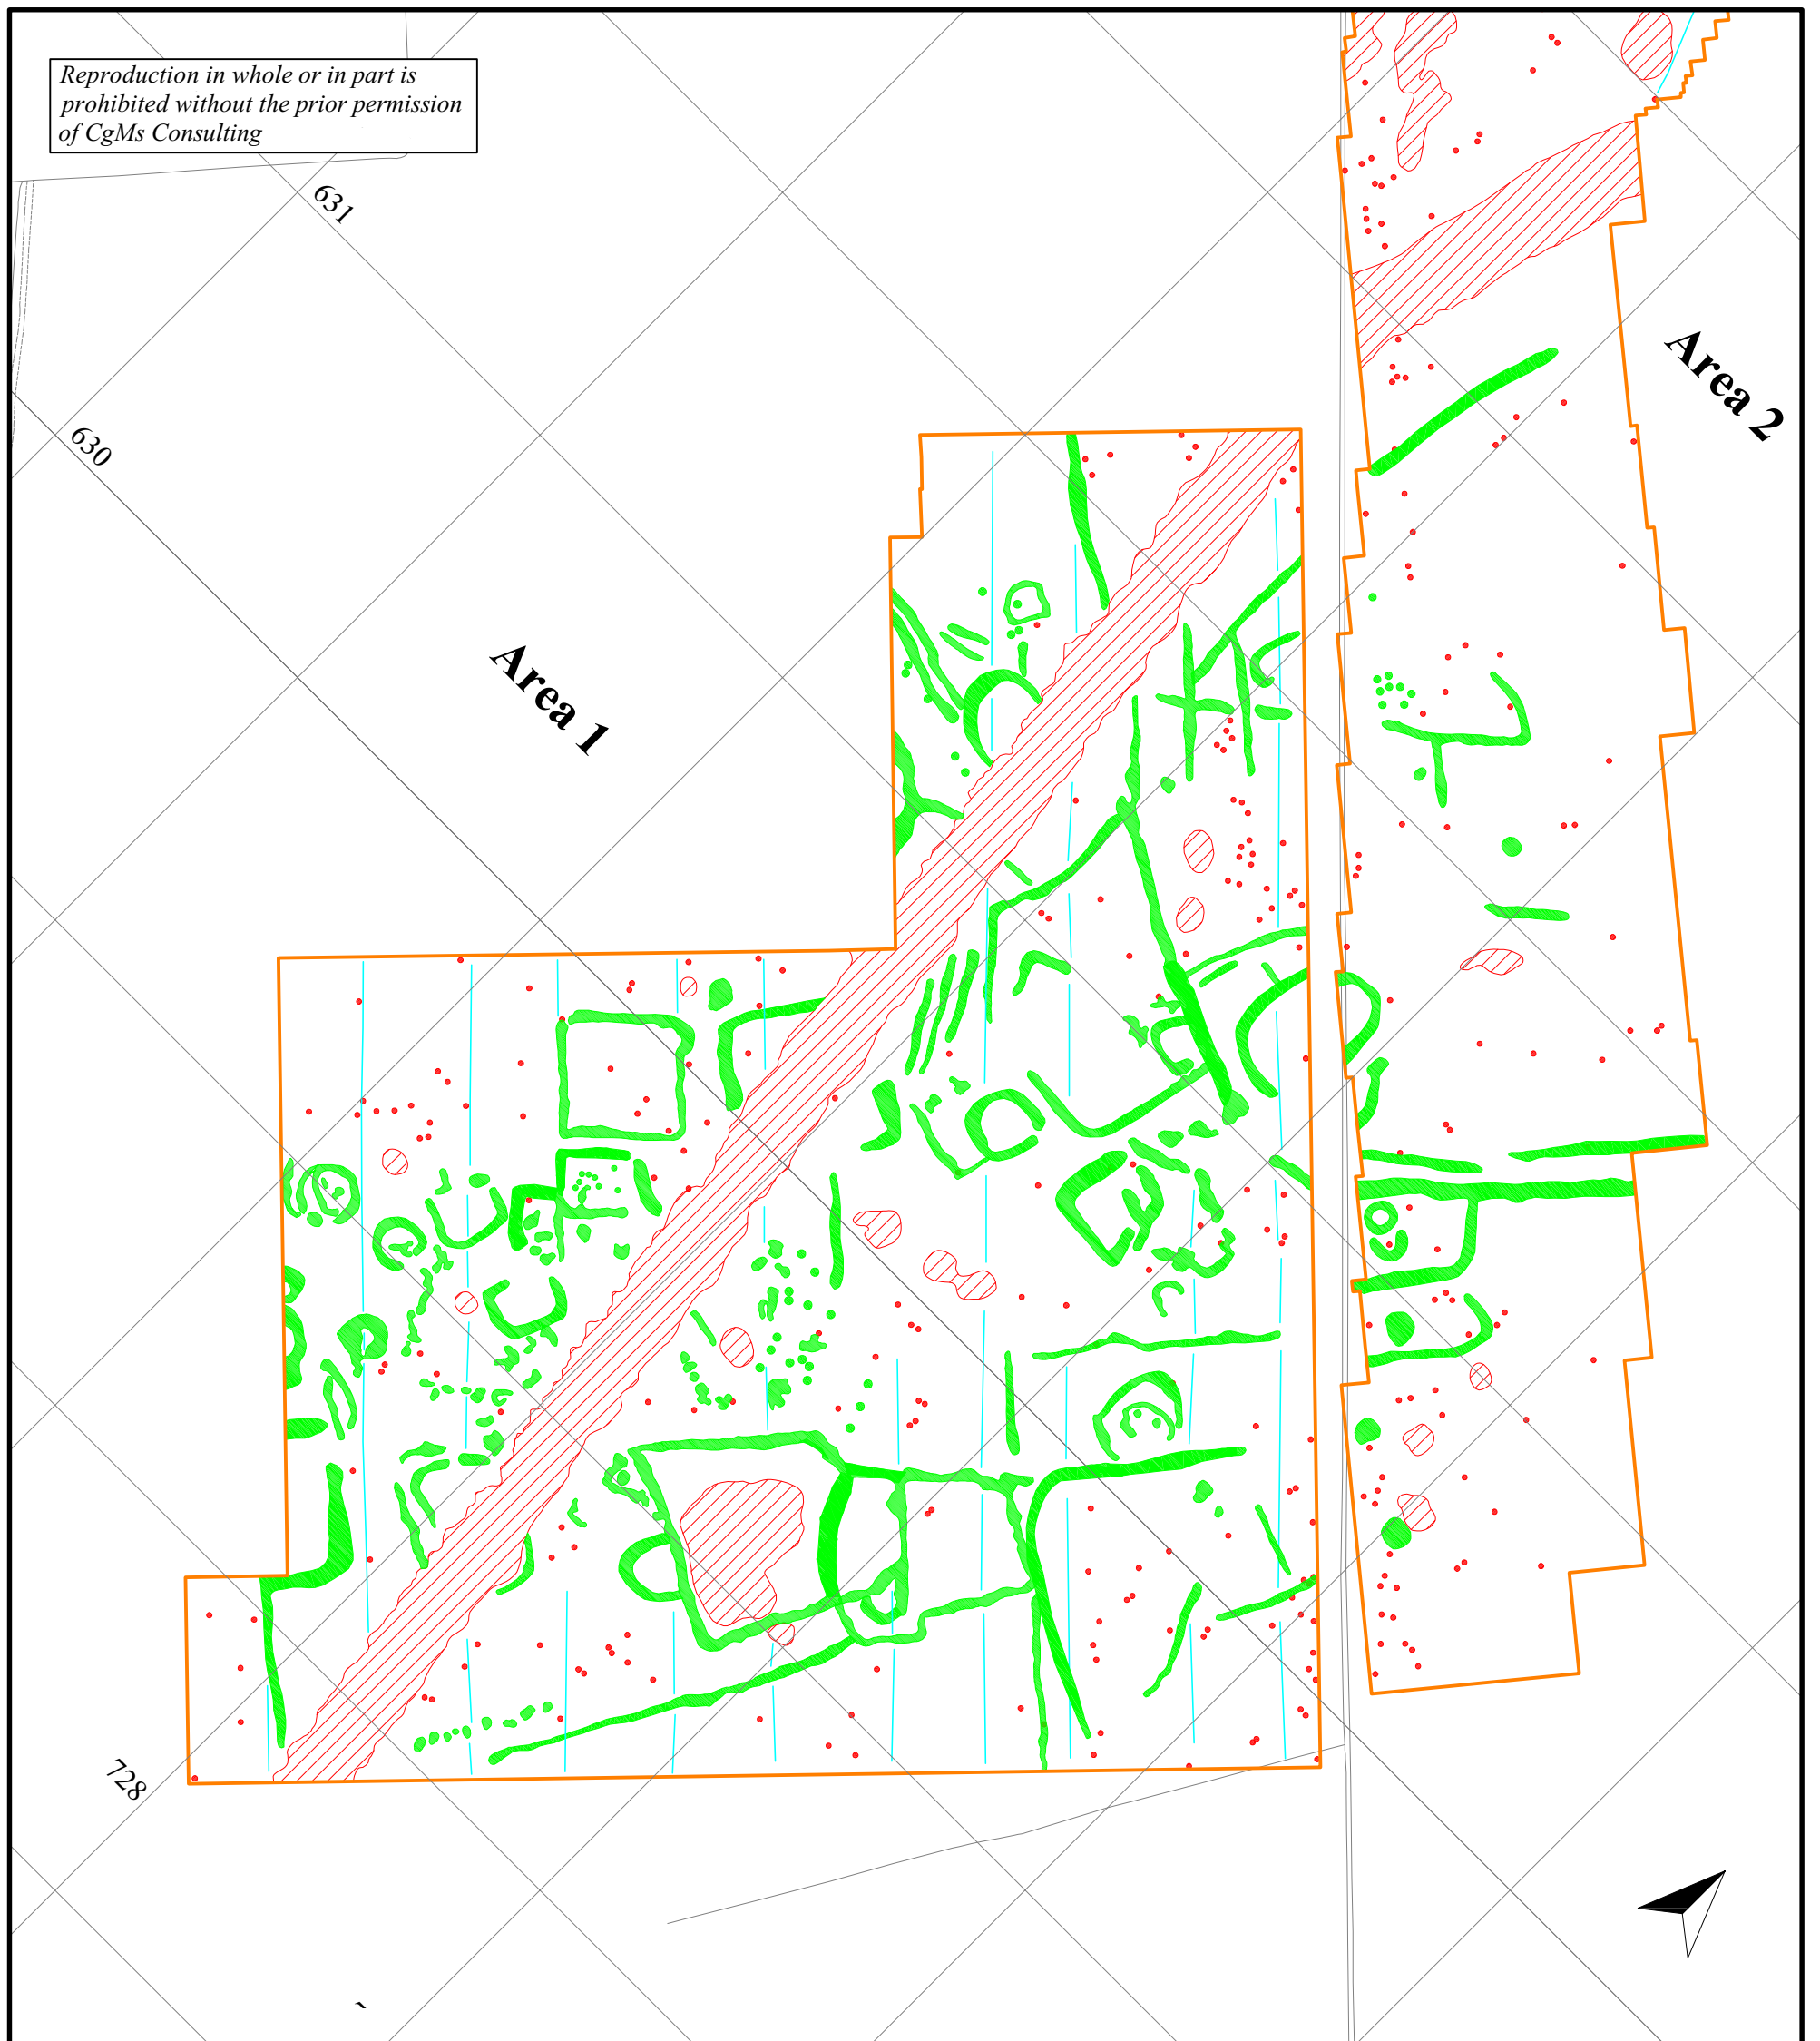 Reproduction in whole or in part is
prohibited without the prior permission
of CgMs Consulting
631
630
Area 2
Area 1
728